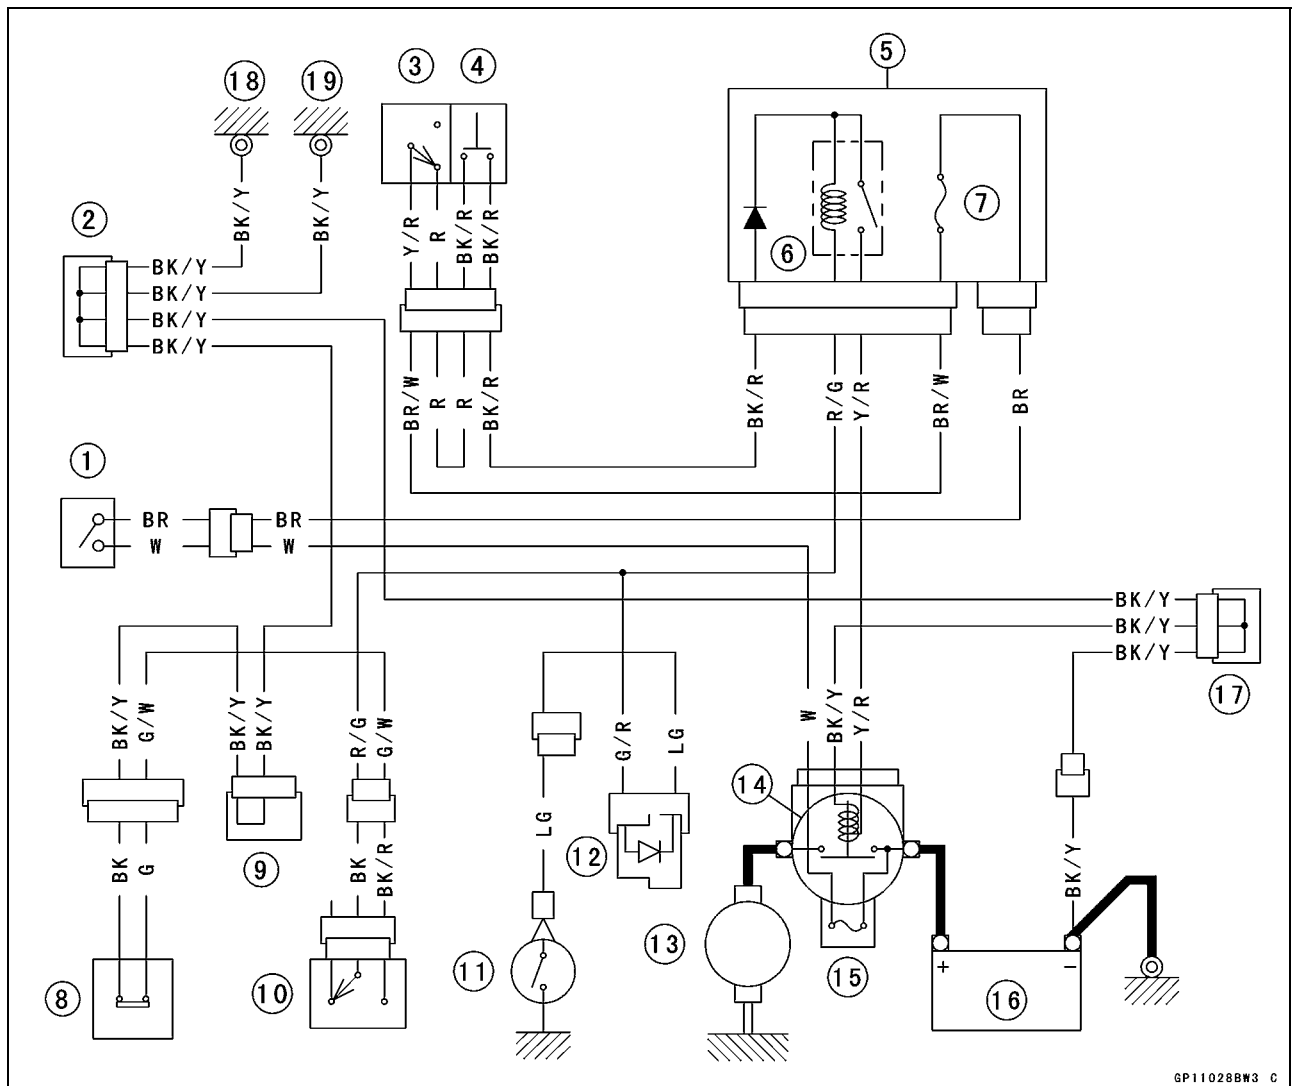 5
3 4
18 19
7
2
6
Y/R R BK/R BK/R
BK/Y BK/Y
BK/Y
BK/Y
BK/Y
BK/Y
BR/W R R BK/R
BK/R R/G Y/R BR/W BR
1
BR BR
W W
BK/Y
BK/Y
BK/Y
17
BK/Y G/W BK/Y BK/Y R/G G/W
G/R LG
W BK/Y Y/R
14
LG
12
9
BK G
BK BK/R
BK/Y
13
11
10
8
15
+ −
16
GP11028BW3 C